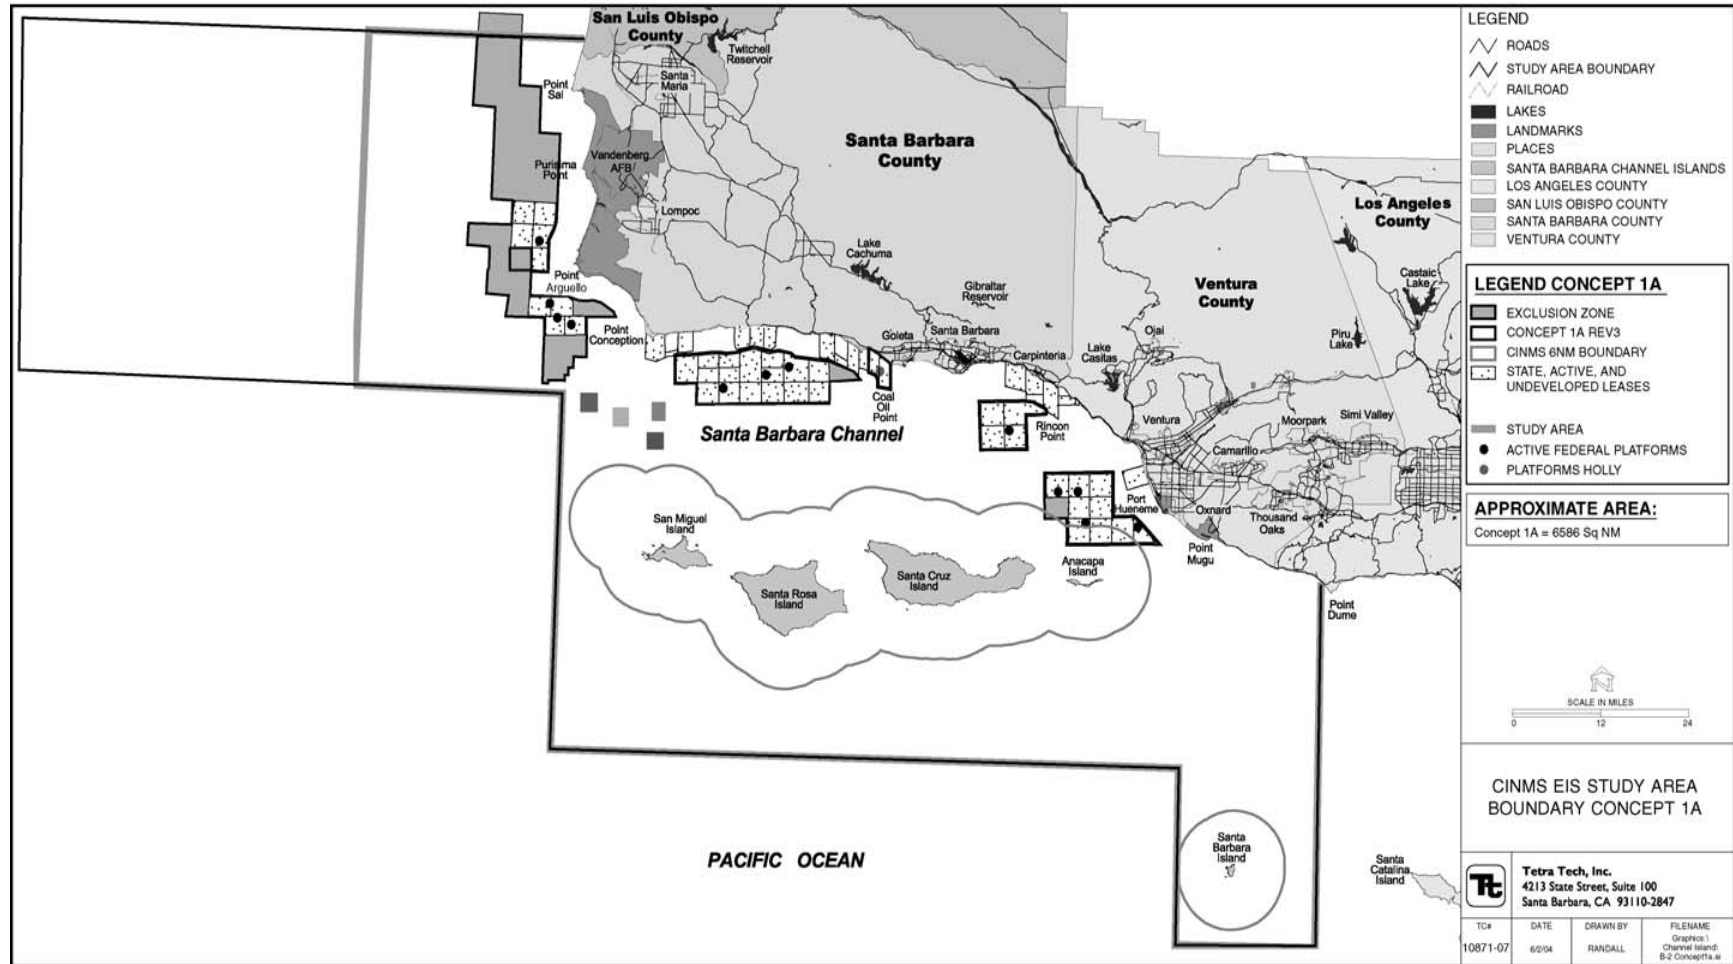 San Luis Obispo
County
Twitchell
Reservoir
Santa
Maria
Point
Sal
Purisima
Point
Vandenberg
AFB
Lompoc
Santa Barbara
County
Los Angeles
County
Lake
Cachuma
Gibraltar
Reservoir
Ventura
County
Castaic
Lake
Piru
Lake
Point
Arguello
Point
Conception
Goleta
Santa Barbara
Carpinteria
Ojai
Lake
Casitas
Coal
Oil
Point
Rincon
Point
Ventura
Moorpark
Simi Valley
Camarillo
Santa Barbara Channel
Port
Hueneme
Oxnard
Thousand
Oaks
Point
Mugu
Point
Dume
San Miguel
Island
Santa Rosa
Island
Santa Cruz
Island
Anacapa
Island
PACIFIC OCEAN
Santa
Barbara
Island
Santa
Catalina
Island
LEGEND
ROADS
STUDY AREA BOUNDARY
RAILROAD
LAKES
LANDMARKS
PLACES
SANTA BARBARA CHANNEL ISLANDS
LOS ANGELES COUNTY
SAN LUIS OBISPO COUNTY
SANTA BARBARA COUNTY
VENTURA COUNTY
LEGEND CONCEPT 1A
EXCLUSION ZONE
CONCEPT 1A REV3
CINMS 6NM BOUNDARY
STATE, ACTIVE, AND
UNDEVELOPED LEASES
STUDY AREA
ACTIVE FEDERAL PLATFORMS
PLATFORMS HOLLY
APPROXIMATE AREA:
Concept 1A = 6586 Sq NM
N
SCALE IN MILES
0 12 24
CINMS EIS STUDY AREA
BOUNDARY CONCEPT 1A
Tt
Tetra Tech, Inc.
4213 State Street, Suite 100
Santa Barbara, CA 93110-2847
TC# DATE DRAWN BY FILENAME
10871-07 6/2/04 RANDALL Graphics.\
Channel Island\
B-2 Concept1a.ai